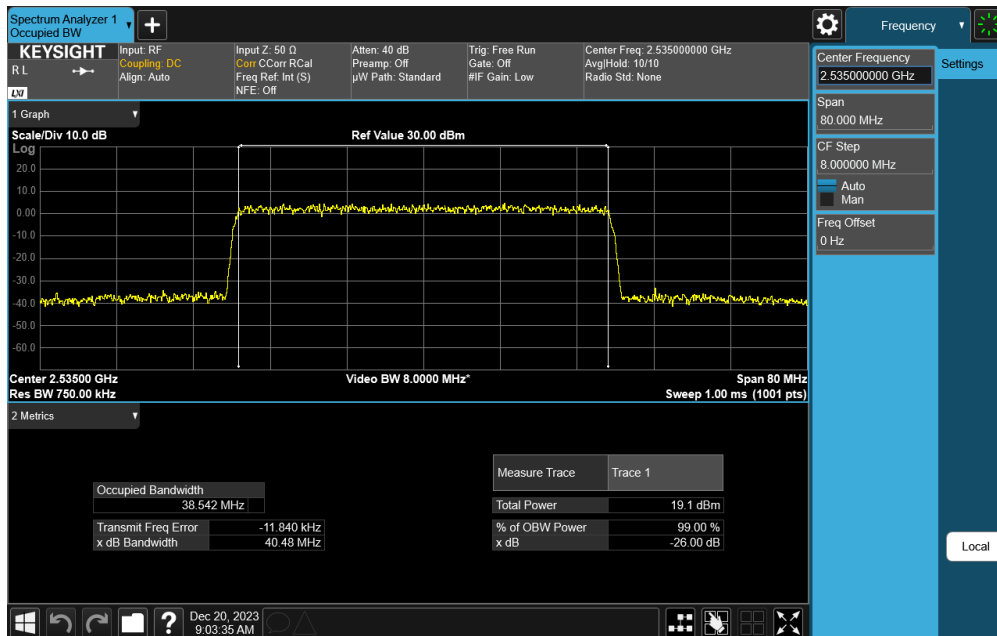 Spectrum Analyzer 1
Occupied BW
Frequency
KEYSIGHT
R L
LXI
Input: RF
Coupling: DC
Align: Auto
Input Z: 50 Ω
Corr CCorr RCal
Freq Ref: Int (S)
NFE: Off
Atten: 40 dB
Preamp: Off
µW Path: Standard
Trig: Free Run
Gate: Off
#IF Gain: Low
Center Freq: 2.535000000 GHz
Avg|Hold: 10/10
Radio Std: None
Center Frequency
2.535000000 GHz
Settings
Span
80.000 MHz
CF Step
8.000000 MHz
Auto
Man
Freq Offset
0 Hz
1 Graph
Scale/Div 10.0 dB
Ref Value 30.00 dBm
Log
20.0
10.0
0.00
-10.0
-20.0
-30.0
-40.0
-50.0
-60.0
Center 2.53500 GHz
Video BW 8.0000 MHz*
Span 80 MHz
Res BW 750.00 kHz
Sweep 1.00 ms (1001 pts)
2 Metrics
Measure Trace
Trace 1
Occupied Bandwidth
38.542 MHz
Total Power
19.1 dBm
Transmit Freq Error
-11.840 kHz
% of OBW Power
99.00 %
x dB Bandwidth
40.48 MHz
x dB
-26.00 dB
Local
?
Dec 20, 2023
9:03:35 AM